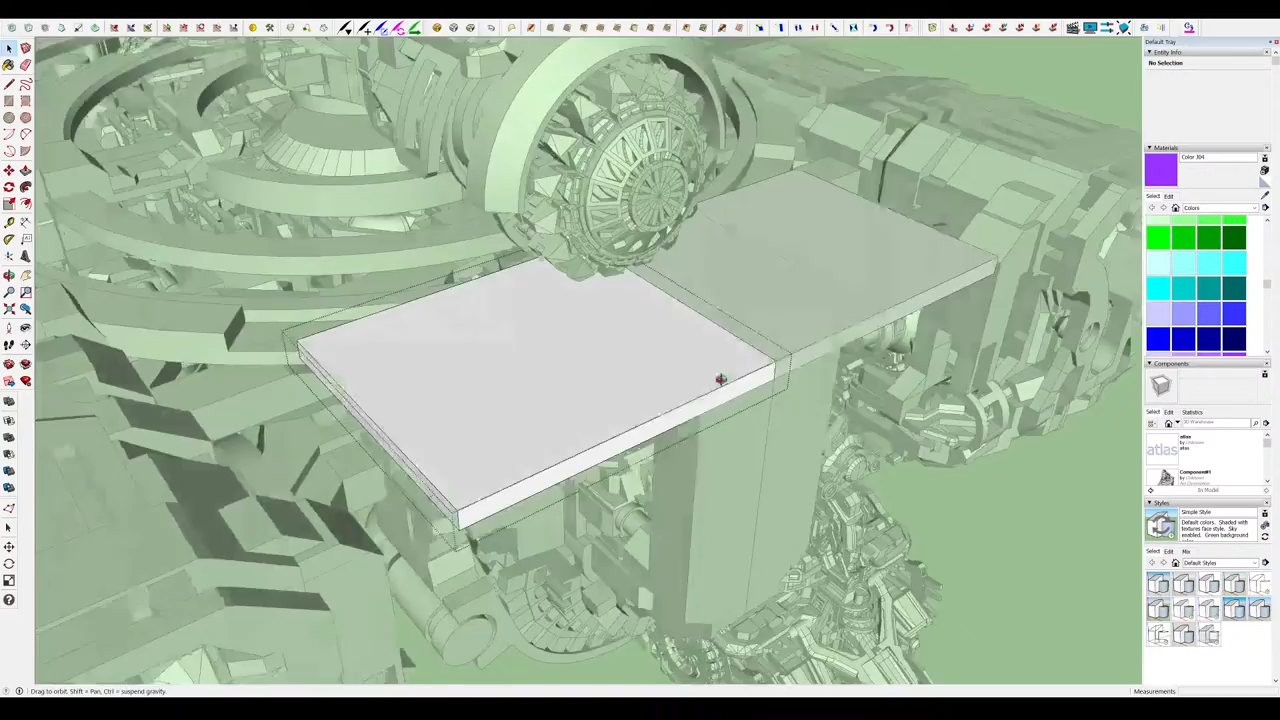 Default Tray
Entity Info
No Selection
Materials
Color J04
Select Edit
Colors
Components
Select Edit Statistics
3D Warehouse
atlas
by Unknown
atlas
atlas
Component#1
by Unknown
In Model
Styles
Simple Style
Default colors. Shaded with
textures face style. Sky
enabled. Green background
Select Edit Mix
Default Styles
Drag to orbit. Shift = Pan, Ctrl = suspend gravity.
Measurements